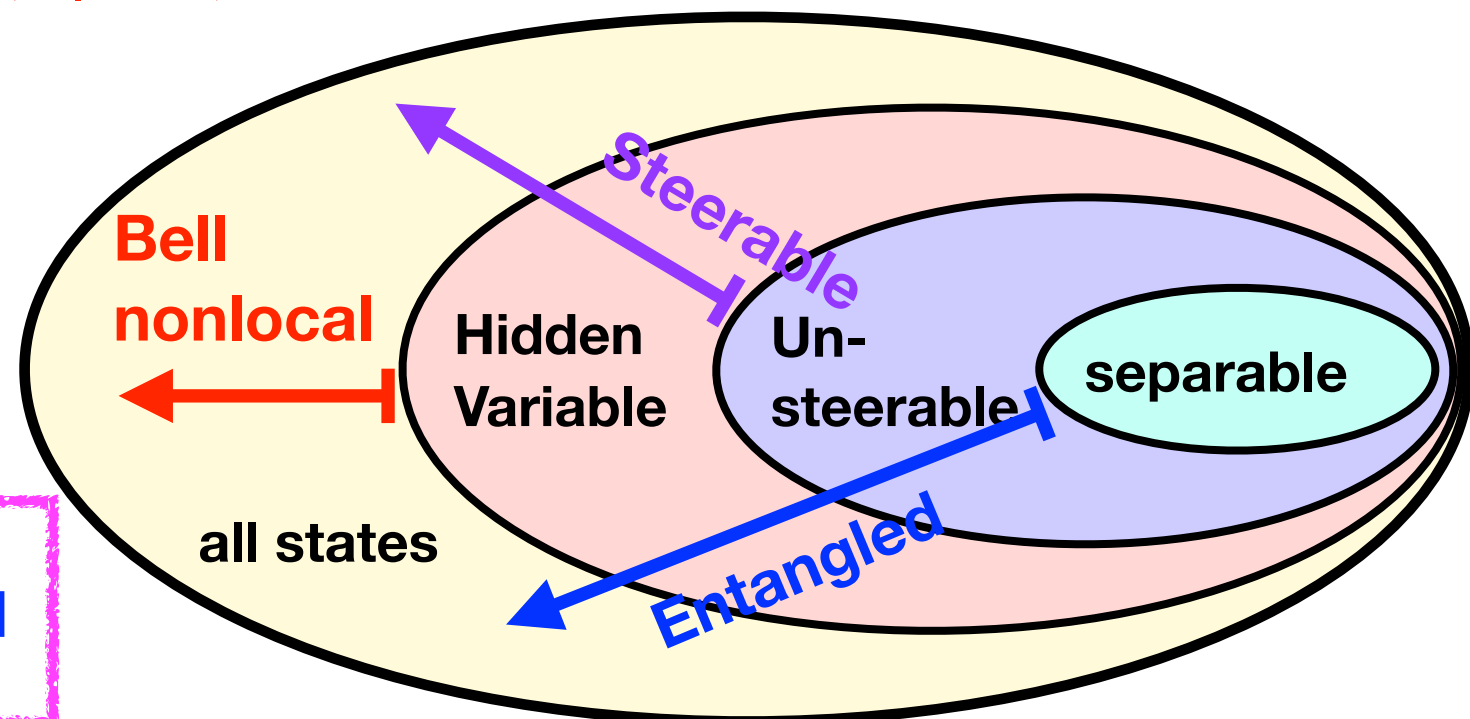 Steerable
Bell
nonlocal
Hidden
Variable
Un-
steerable
separable
all states
Entangled